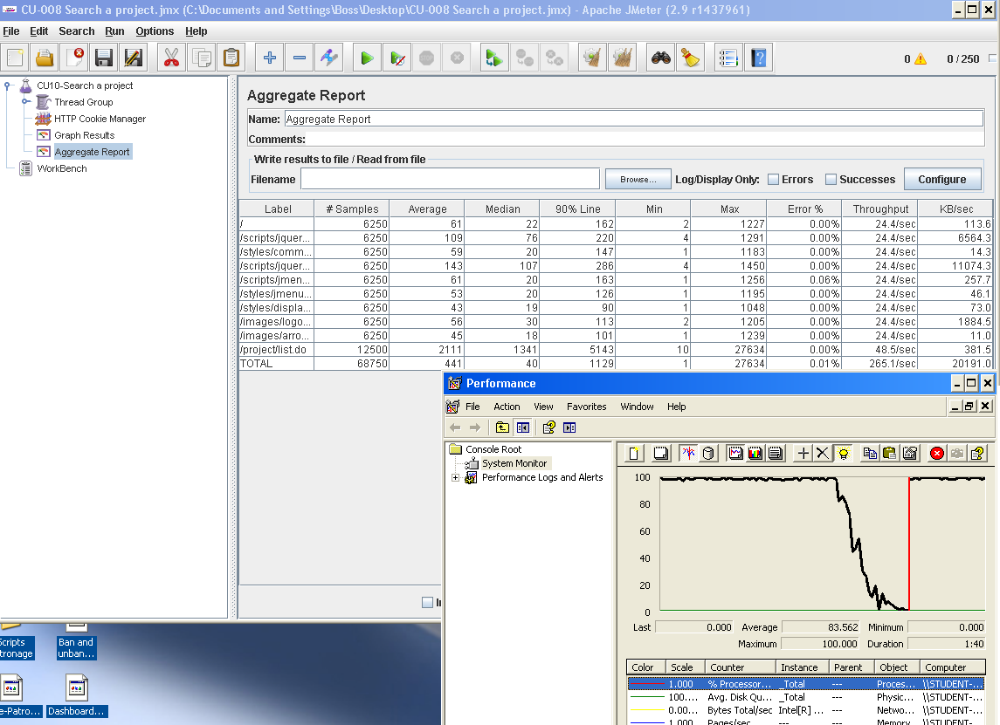 CU-008 Search a project.jmx (C:\Documents and Settings\Boss\Desktop\CU-008 Search a project.jmx) - Apache JMeter (2.9 r1437961)
File Edit Search Run Options Help
0 0 / 250
CU10-Search a project
Thread Group
HTTP Cookie Manager
Graph Results
Aggregate Report
WorkBench
Aggregate Report
Name: Aggregate Report
Comments:
Write results to file / Read from file
Filename Browse... Log/Display Only: Errors Successes Configure
Label # Samples Average Median 90% Line Min Max Error % Throughput KB/sec
/ 6250 61 22 162 2 1227 0.00% 24.4/sec 113.6
/scripts/jquer... 6250 109 76 220 4 1291 0.00% 24.4/sec 6564.3
/styles/comm... 6250 59 20 147 1 1183 0.00% 24.4/sec 14.3
/scripts/jquer... 6250 143 107 286 4 1450 0.00% 24.4/sec 11074.3
/scripts/jmen... 6250 61 20 163 1 1256 0.06% 24.4/sec 257.7
/styles/jmenu... 6250 53 20 126 1 1195 0.00% 24.4/sec 46.1
/styles/displa... 6250 43 19 90 1 1048 0.00% 24.4/sec 73.0
/images/logo... 6250 56 30 113 2 1205 0.00% 24.4/sec 1884.5
/images/arro... 6250 45 18 101 1 1239 0.00% 24.4/sec 11.0
/project/list.do 12500 2111 1341 5143 10 27634 0.00% 48.5/sec 381.5
TOTAL 68750 441 40 1129 1 27634 0.01% 265.1/sec 20191.0
Performance
File Action View Favorites Window Help
Console Root
System Monitor
Performance Logs and Alerts
100
80
60
40
20
0
Last 0.000 Average 83.562 Minimum 0.000
Maximum 100.000 Duration 1:40
Color Scale Counter Instance Parent Object Computer
1.000 % Processor... _Total --- Proces... \\STUDENT-...
100.... Avg. Disk Qu... _Total --- Physic... \\STUDENT-...
0.00... Bytes Total/sec Intel[R] ... --- Netwo... \\STUDENT-...
1.000 Pages/sec --- --- Memory \\STUDENT-...
Scripts
tronage
Ban and
unban...
e-Patro...
Dashboard...